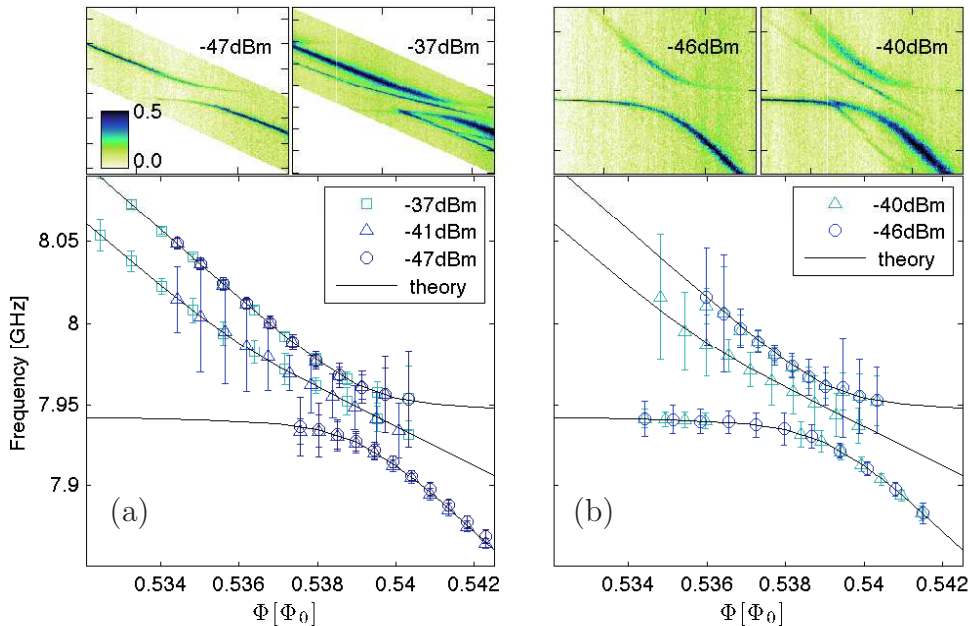 -47dBm
-37dBm
0.5
0.0
-46dBm
-40dBm
-37dBm
-41dBm
-47dBm
theory
-40dBm
-46dBm
theory
8.05
8
7.95
7.9
Frequency [GHz]
(a)
(b)
0.534 0.536 0.538 0.54 0.542
0.534 0.536 0.538 0.54 0.542
Φ [Φ₀]
Φ [Φ₀]